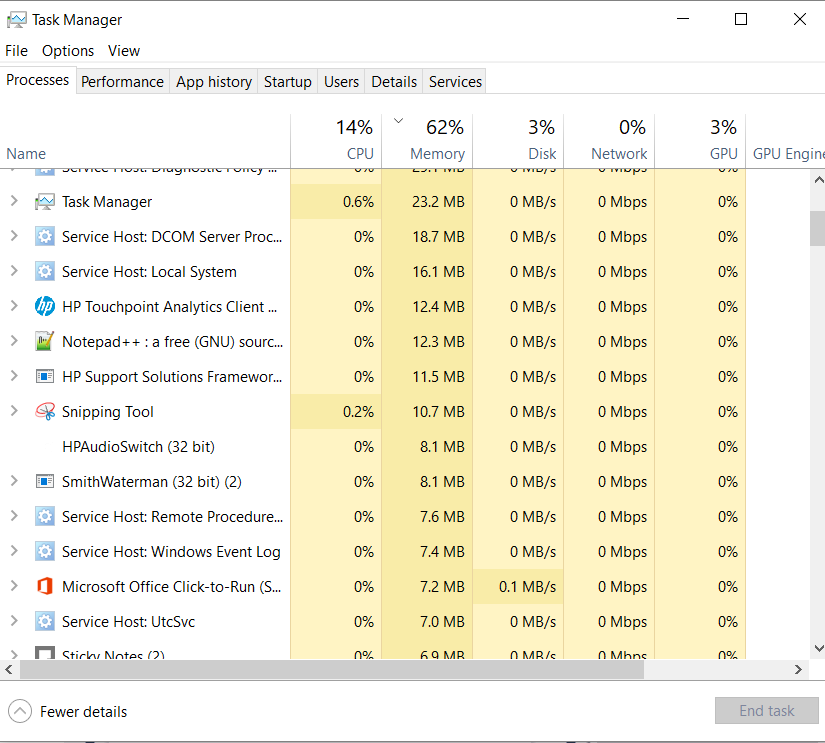 Task Manager
File Options View
Processes Performance App history Startup Users Details Services
14% 62% 3% 0% 3%
Name CPU Memory Disk Network GPU GPU Engine
Service Host: Diagnostic Policy ... 0% 29.1 MB 0 MB/s 0 Mbps 0%
Task Manager 0.6% 23.2 MB 0 MB/s 0 Mbps 0%
Service Host: DCOM Server Proc... 0% 18.7 MB 0 MB/s 0 Mbps 0%
Service Host: Local System 0% 16.1 MB 0 MB/s 0 Mbps 0%
hp HP Touchpoint Analytics Client ... 0% 12.4 MB 0 MB/s 0 Mbps 0%
Notepad++ : a free (GNU) sourc... 0% 12.3 MB 0 MB/s 0 Mbps 0%
HP Support Solutions Framewor... 0% 11.5 MB 0 MB/s 0 Mbps 0%
Snipping Tool 0.2% 10.7 MB 0 MB/s 0 Mbps 0%
HPAudioSwitch (32 bit) 0% 8.1 MB 0 MB/s 0 Mbps 0%
SmithWaterman (32 bit) (2) 0% 8.1 MB 0 MB/s 0 Mbps 0%
Service Host: Remote Procedure... 0% 7.6 MB 0 MB/s 0 Mbps 0%
Service Host: Windows Event Log 0% 7.4 MB 0 MB/s 0 Mbps 0%
Microsoft Office Click-to-Run (S... 0% 7.2 MB 0.1 MB/s 0 Mbps 0%
Service Host: UtcSvc 0% 7.0 MB 0 MB/s 0 Mbps 0%
Sticky Notes (2) 0% 6.9 MB 0 MB/s 0 Mbps 0%
Fewer details End task